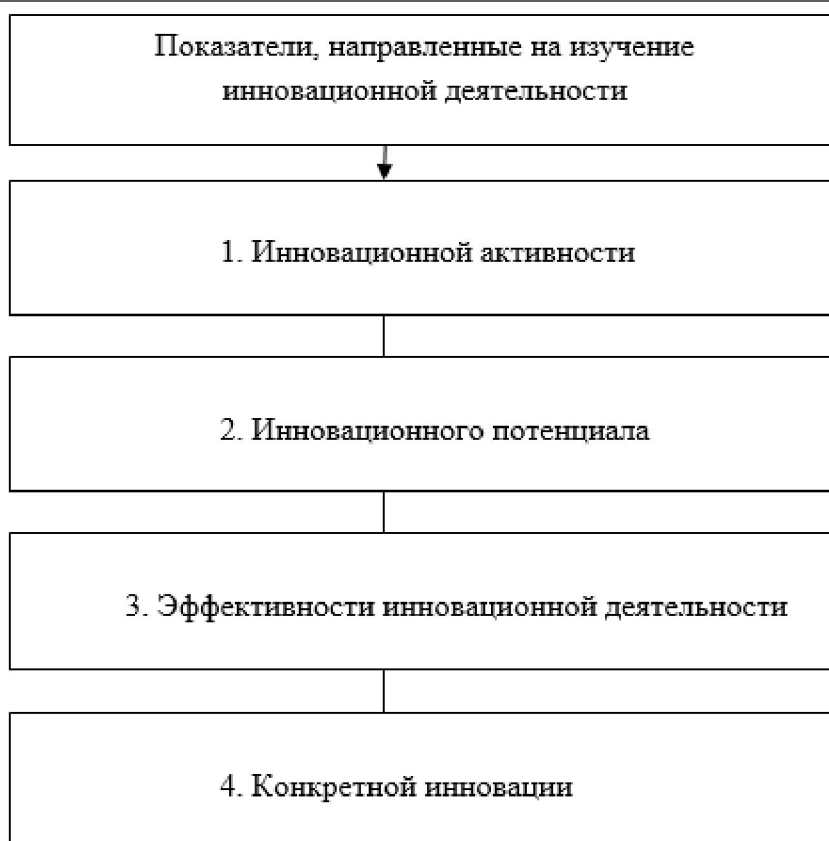 Показатели, направленные на изучение
инновационной деятельности
1. Инновационной активности
2. Инновационного потенциала
3. Эффективности инновационной деятельности
4. Конкретной инновации